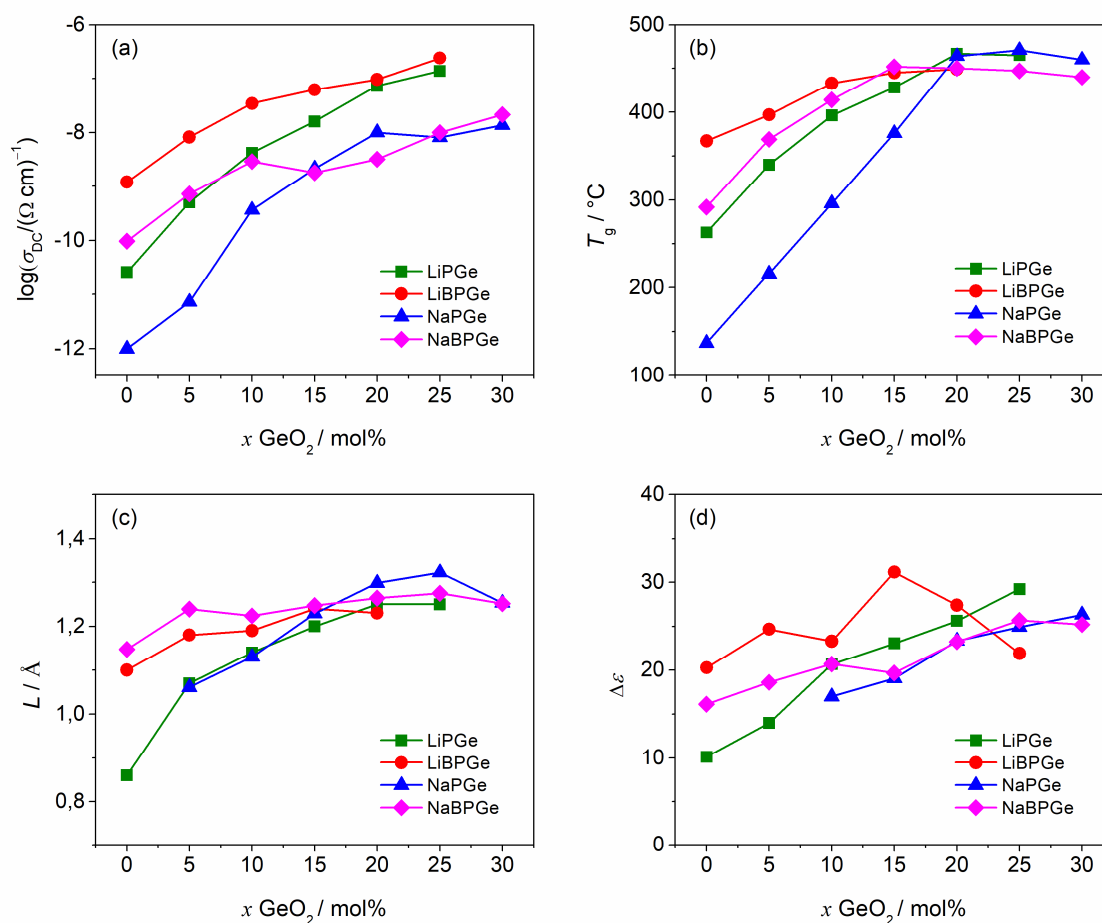 (a)
log(σDC/(Ω cm)⁻¹)
-6
-8
-10
-12
LiPGe
LiBPGe
NaPGe
NaBPGe
0 5 10 15 20 25 30
x GeO₂ / mol%
(b)
Tg / °C
500
400
300
200
100
LiPGe
LiBPGe
NaPGe
NaBPGe
0 5 10 15 20 25 30
x GeO₂ / mol%
(c)
L / Å
1,4
1,2
1,0
0,8
LiPGe
LiBPGe
NaPGe
NaBPGe
0 5 10 15 20 25 30
x GeO₂ / mol%
(d)
Δε
40
30
20
10
0
LiPGe
LiBPGe
NaPGe
NaBPGe
0 5 10 15 20 25 30
x GeO₂ / mol%